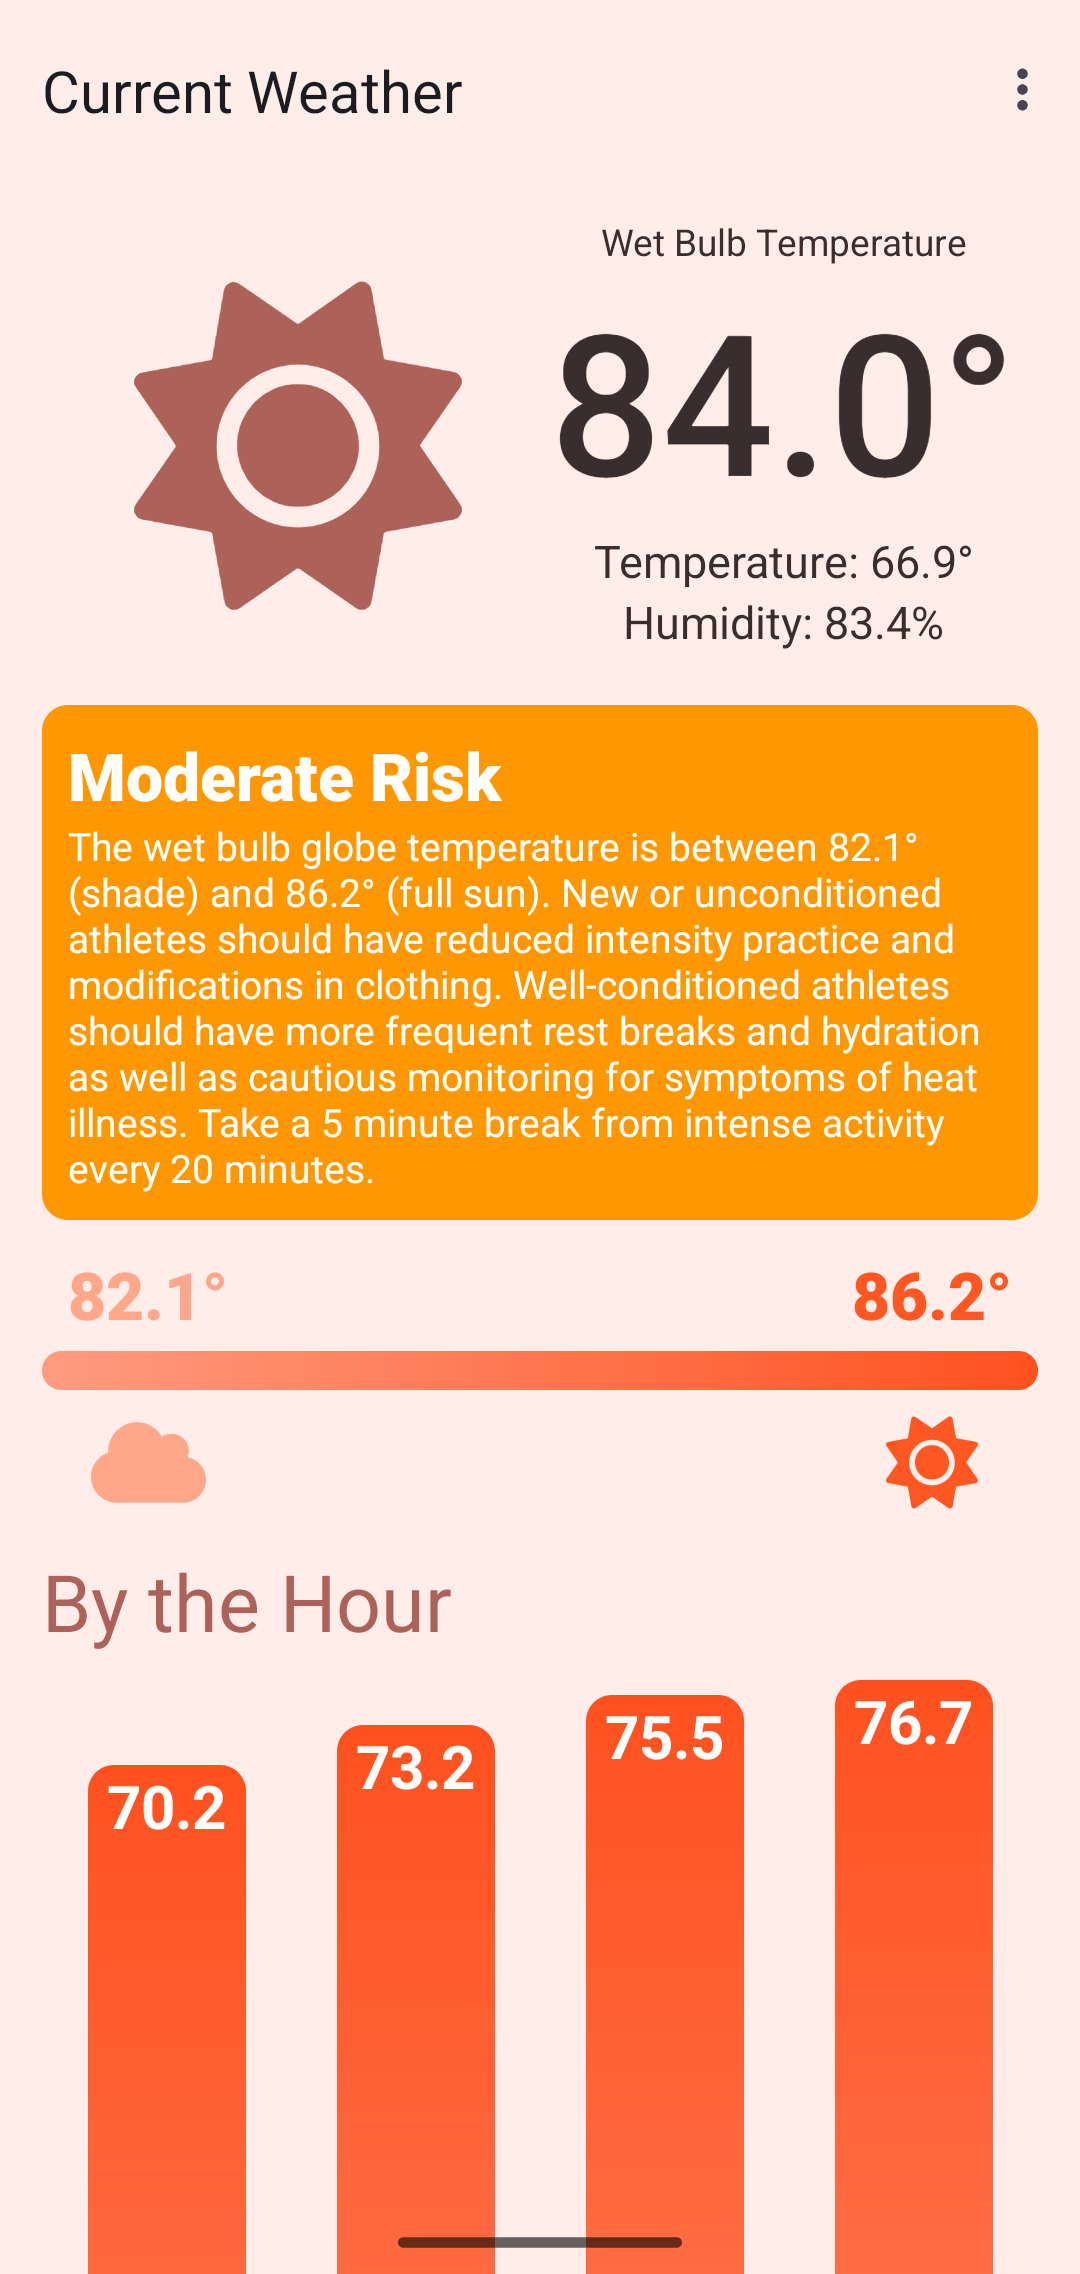 Current Weather
Wet Bulb Temperature
84.0°
Temperature: 66.9°
Humidity: 83.4%
Moderate Risk
The wet bulb globe temperature is between 82.1°
(shade) and 86.2° (full sun). New or unconditioned
athletes should have reduced intensity practice and
modifications in clothing. Well-conditioned athletes
should have more frequent rest breaks and hydration
as well as cautious monitoring for symptoms of heat
illness. Take a 5 minute break from intense activity
every 20 minutes.
82.1° 86.2°
By the Hour
70.2 73.2 75.5 76.7